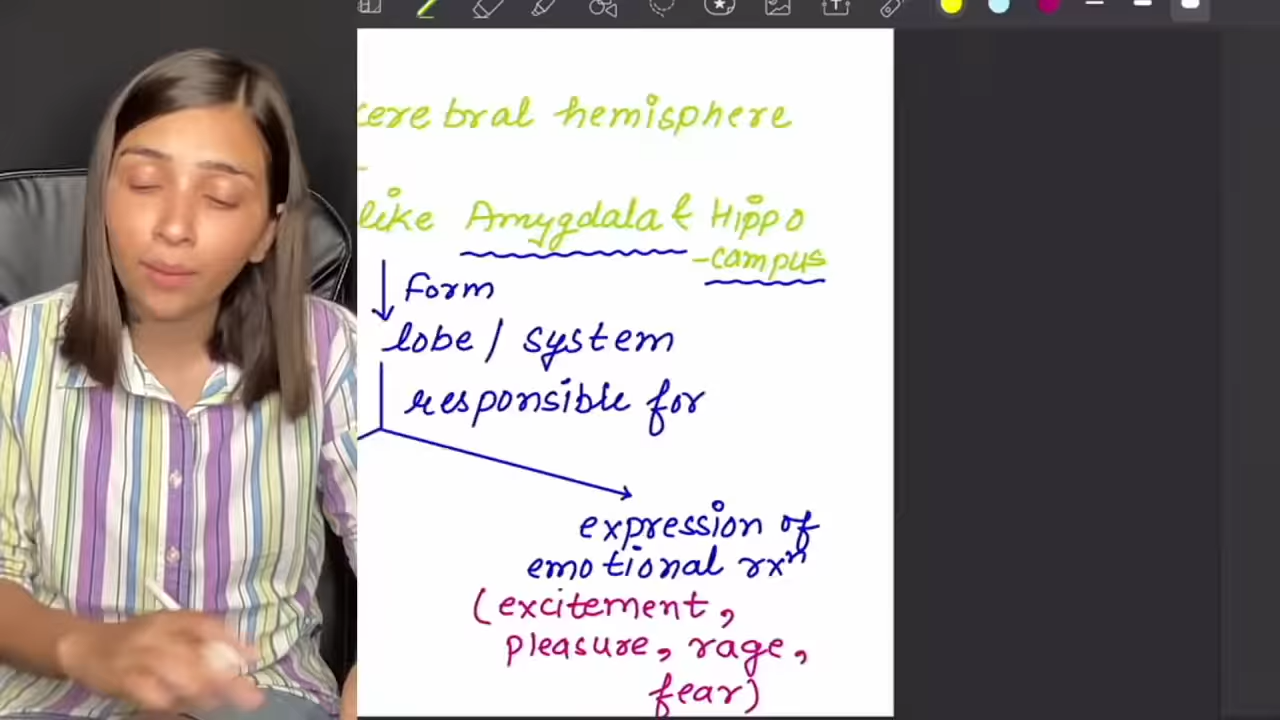 cerebral hemisphere
like Amygdala & Hippo
-campus
Form
lobe / system
responsible for
expression of
emotional rxⁿ
(excitement,
pleasure, rage,
fear)